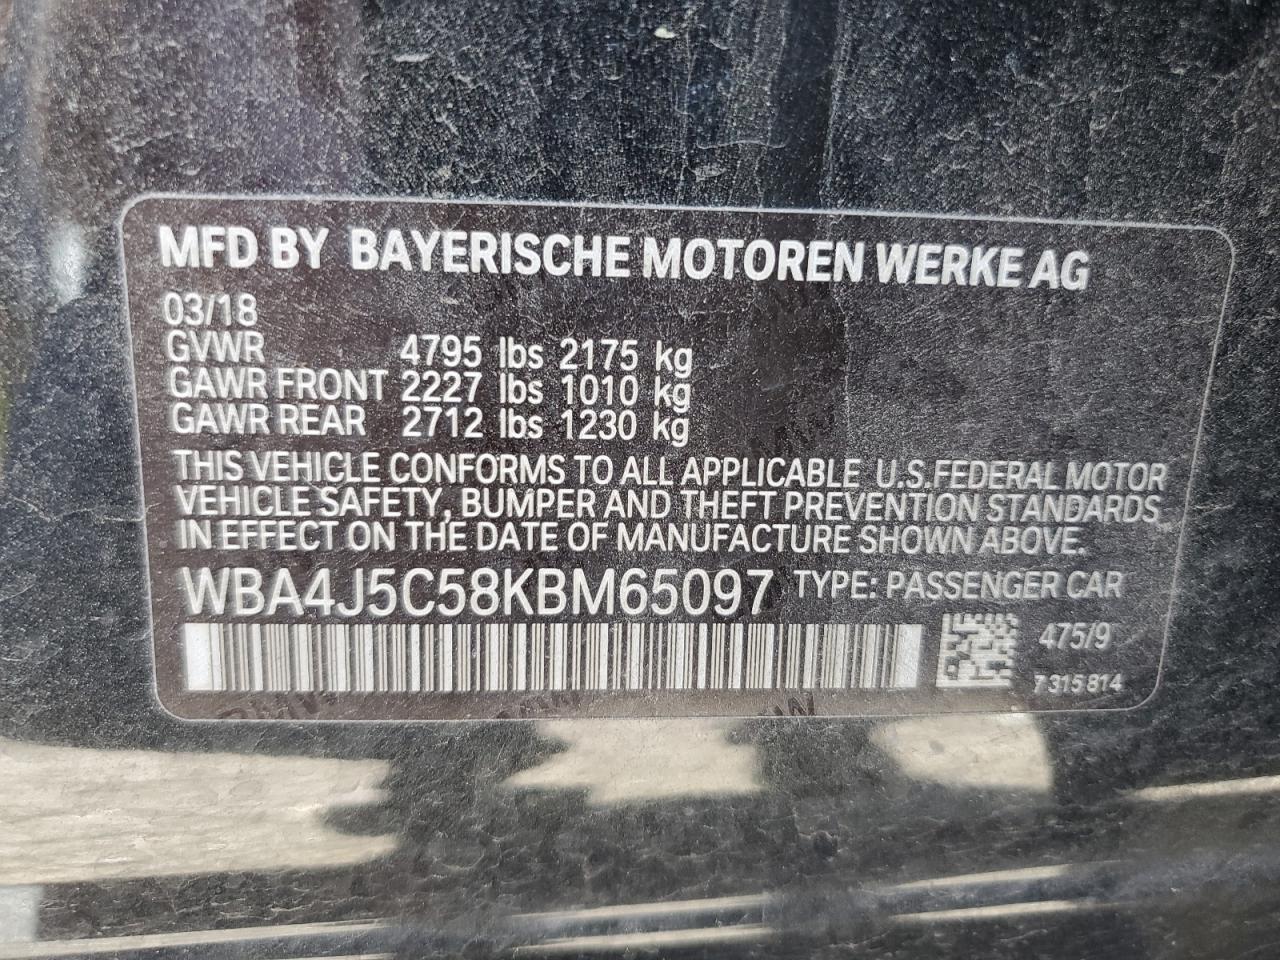 MFD BY BAYERISCHE MOTOREN WERKE AG
03/18
GVWR 4795 lbs 2175 kg
GAWR FRONT 2227 lbs 1010 kg
GAWR REAR 2712 lbs 1230 kg
THIS VEHICLE CONFORMS TO ALL APPLICABLE U.S.FEDERAL MOTOR
VEHICLE SAFETY, BUMPER AND THEFT PREVENTION STANDARDS
IN EFFECT ON THE DATE OF MANUFACTURE SHOWN ABOVE.
WBA4J5C58KBM65097 TYPE: PASSENGER CAR
475/9
7 315 814
BMW